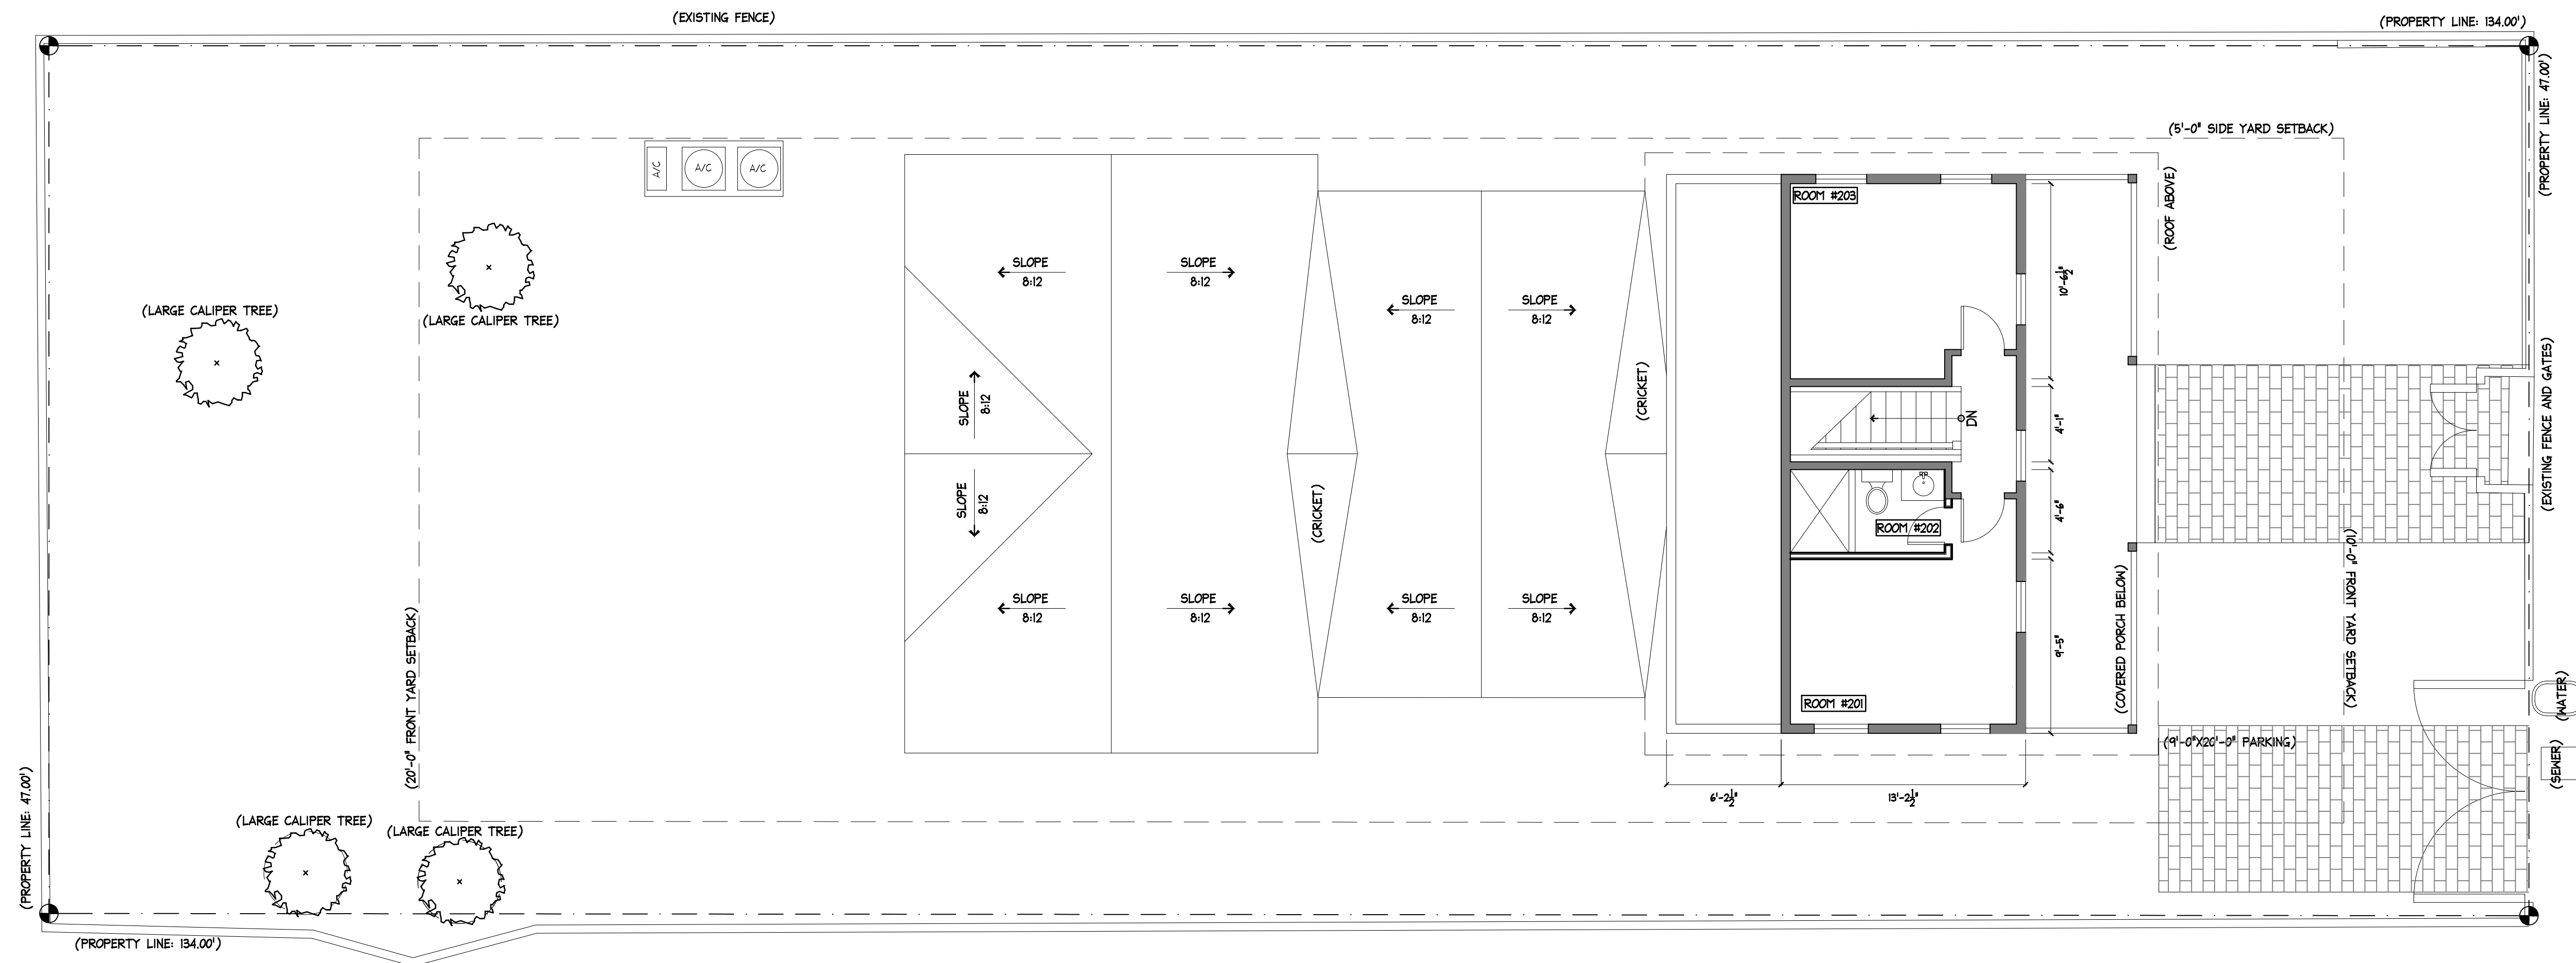 (EXISTING FENCE)
(PROPERTY LINE: 134.00')
(PROPERTY LINE: 47.00')
(5'-0" SIDE YARD SETBACK)
A/C
A/C
A/C
(ROOF ABOVE)
ROOM #203
(LARGE CALIPER TREE)
(LARGE CALIPER TREE)
SLOPE
8:12
SLOPE
8:12
SLOPE
8:12
SLOPE
8:12
10'-6½"
(CRICKET)
(EXISTING FENCE AND GATES)
SLOPE
8:12
DN
4'-1"
SLOPE
8:12
(CRICKET)
4'-6"
ROOM #202
(10'-0" FRONT YARD SETBACK)
(20'-0" FRONT YARD SETBACK)
SLOPE
8:12
SLOPE
8:12
SLOPE
8:12
SLOPE
8:12
(COVERED PORCH BELOW)
9'-5"
ROOM #201
(WATER)
(9'-0"X20'-0" PARKING)
(SEWER)
6'-2½"
13'-2½"
(PROPERTY LINE: 47.00')
(LARGE CALIPER TREE)
(LARGE CALIPER TREE)
(PROPERTY LINE: 134.00')